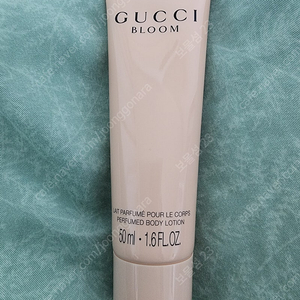 GUCCI
BLOOM
LAIT PARFUMÉ POUR LE CORPS
PERFUMED BODY LOTION
50 ml · 1.6 FL.OZ.